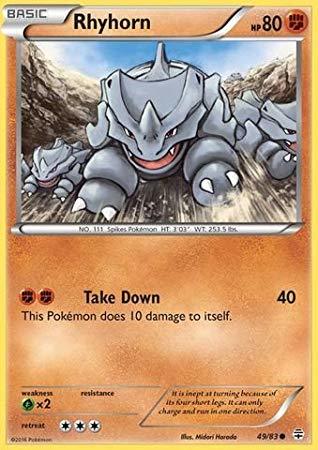 BASIC
Rhyhorn
HP 80
NO. 111 Spikes Pokémon HT: 3'03" WT: 253.5 lbs.
Take Down 40
This Pokémon does 10 damage to itself.
weakness resistance
×2
retreat
It is inept at turning because of
its four short legs. It can only
charge and run in one direction.
Illus. Midori Harada
49/83
©2016 Pokémon